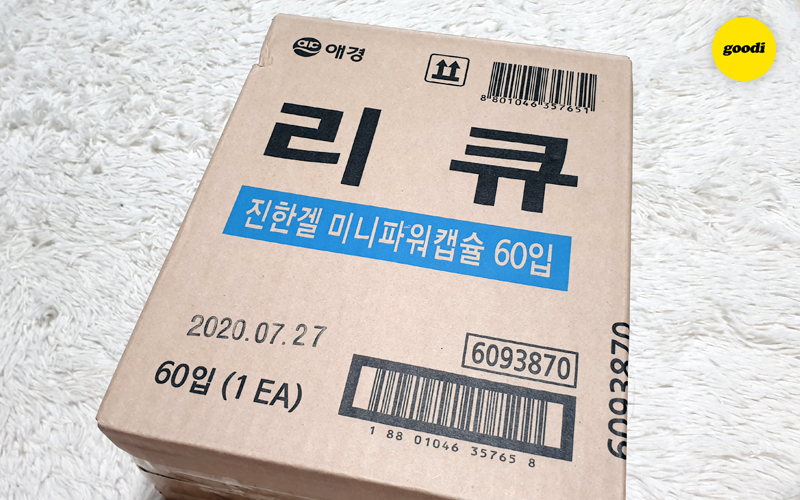 애경
8 801046 357651
goodi
리 큐
진한겔 미니파워캡슐 60입
2020.07.27
6093870
60입 (1 EA)
1 88 01046 35765 8
6093870